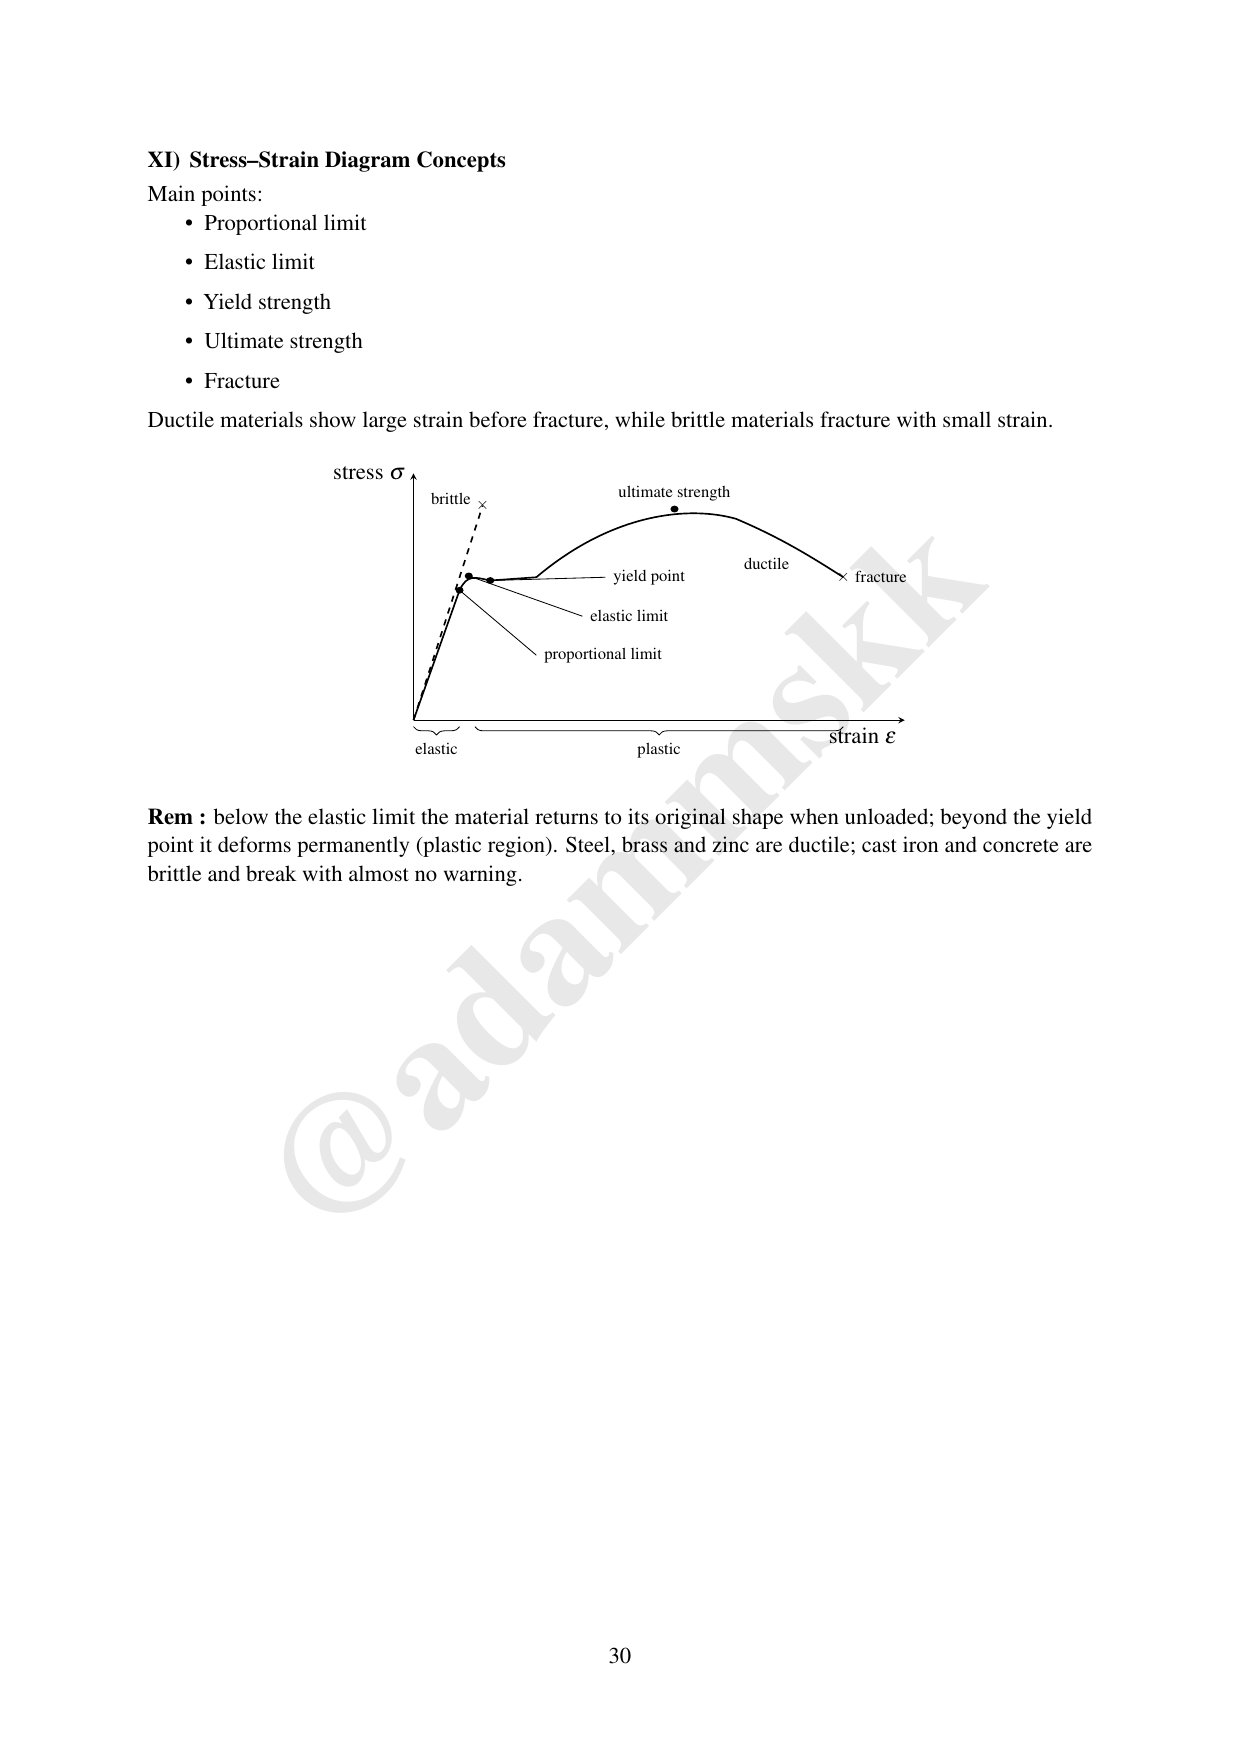 XI) Stress–Strain Diagram Concepts
Main points:
• Proportional limit
• Elastic limit
• Yield strength
• Ultimate strength
• Fracture
Ductile materials show large strain before fracture, while brittle materials fracture with small strain.
stress σ
brittle
ultimate strength
ductile
yield point
fracture
elastic limit
proportional limit
strain ε
elastic
plastic
Rem : below the elastic limit the material returns to its original shape when unloaded; beyond the yield
point it deforms permanently (plastic region). Steel, brass and zinc are ductile; cast iron and concrete are
brittle and break with almost no warning.
@adammskk
30